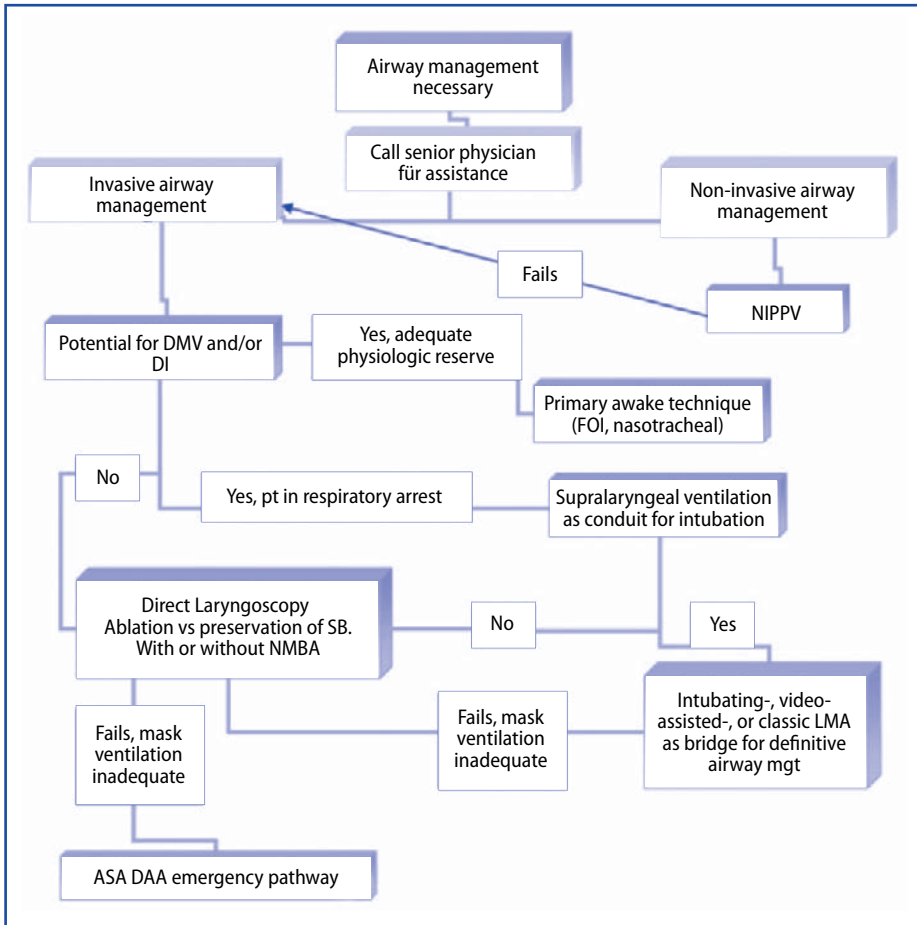 Airway management
necessary
Call senior physician
für assistance
Invasive airway
management
Non-invasive airway
management
Fails
NIPPV
Potential for DMV and/or
DI
Yes, adequate
physiologic reserve
Primary awake technique
(FOI, nasotracheal)
No
Yes, pt in respiratory arrest
Supralaryngeal ventilation
as conduit for intubation
Direct Laryngoscopy
Ablation vs preservation of SB.
With or without NMBA
No
Yes
Fails, mask
ventilation
inadequate
Fails, mask
ventilation
inadequate
Intubating-, video-
assisted-, or classic LMA
as bridge for definitive
airway mgt
ASA DAA emergency pathway